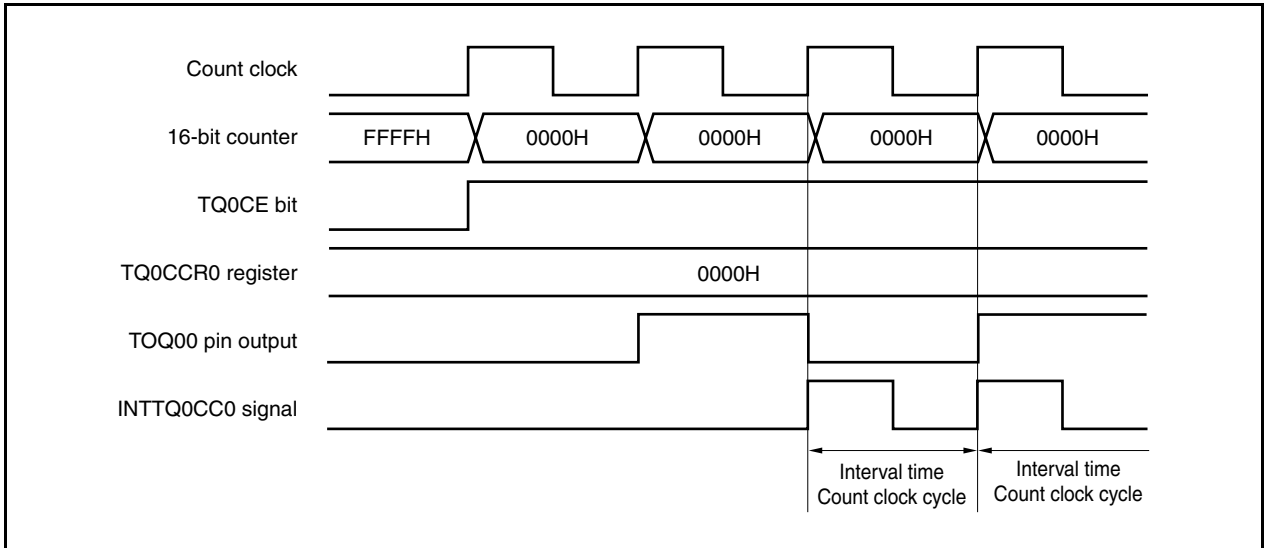 Count clock
16-bit counter
FFFFH
0000H
0000H
0000H
0000H
TQ0CE bit
TQ0CCR0 register
0000H
TOQ00 pin output
INTTQ0CC0 signal
Interval time
Count clock cycle
Interval time
Count clock cycle